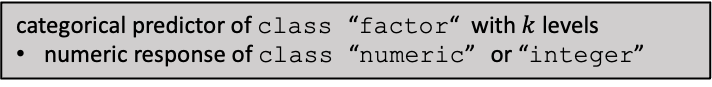 categorical predictor of class “factor“ with k levels
• numeric response of class “numeric” or “integer”